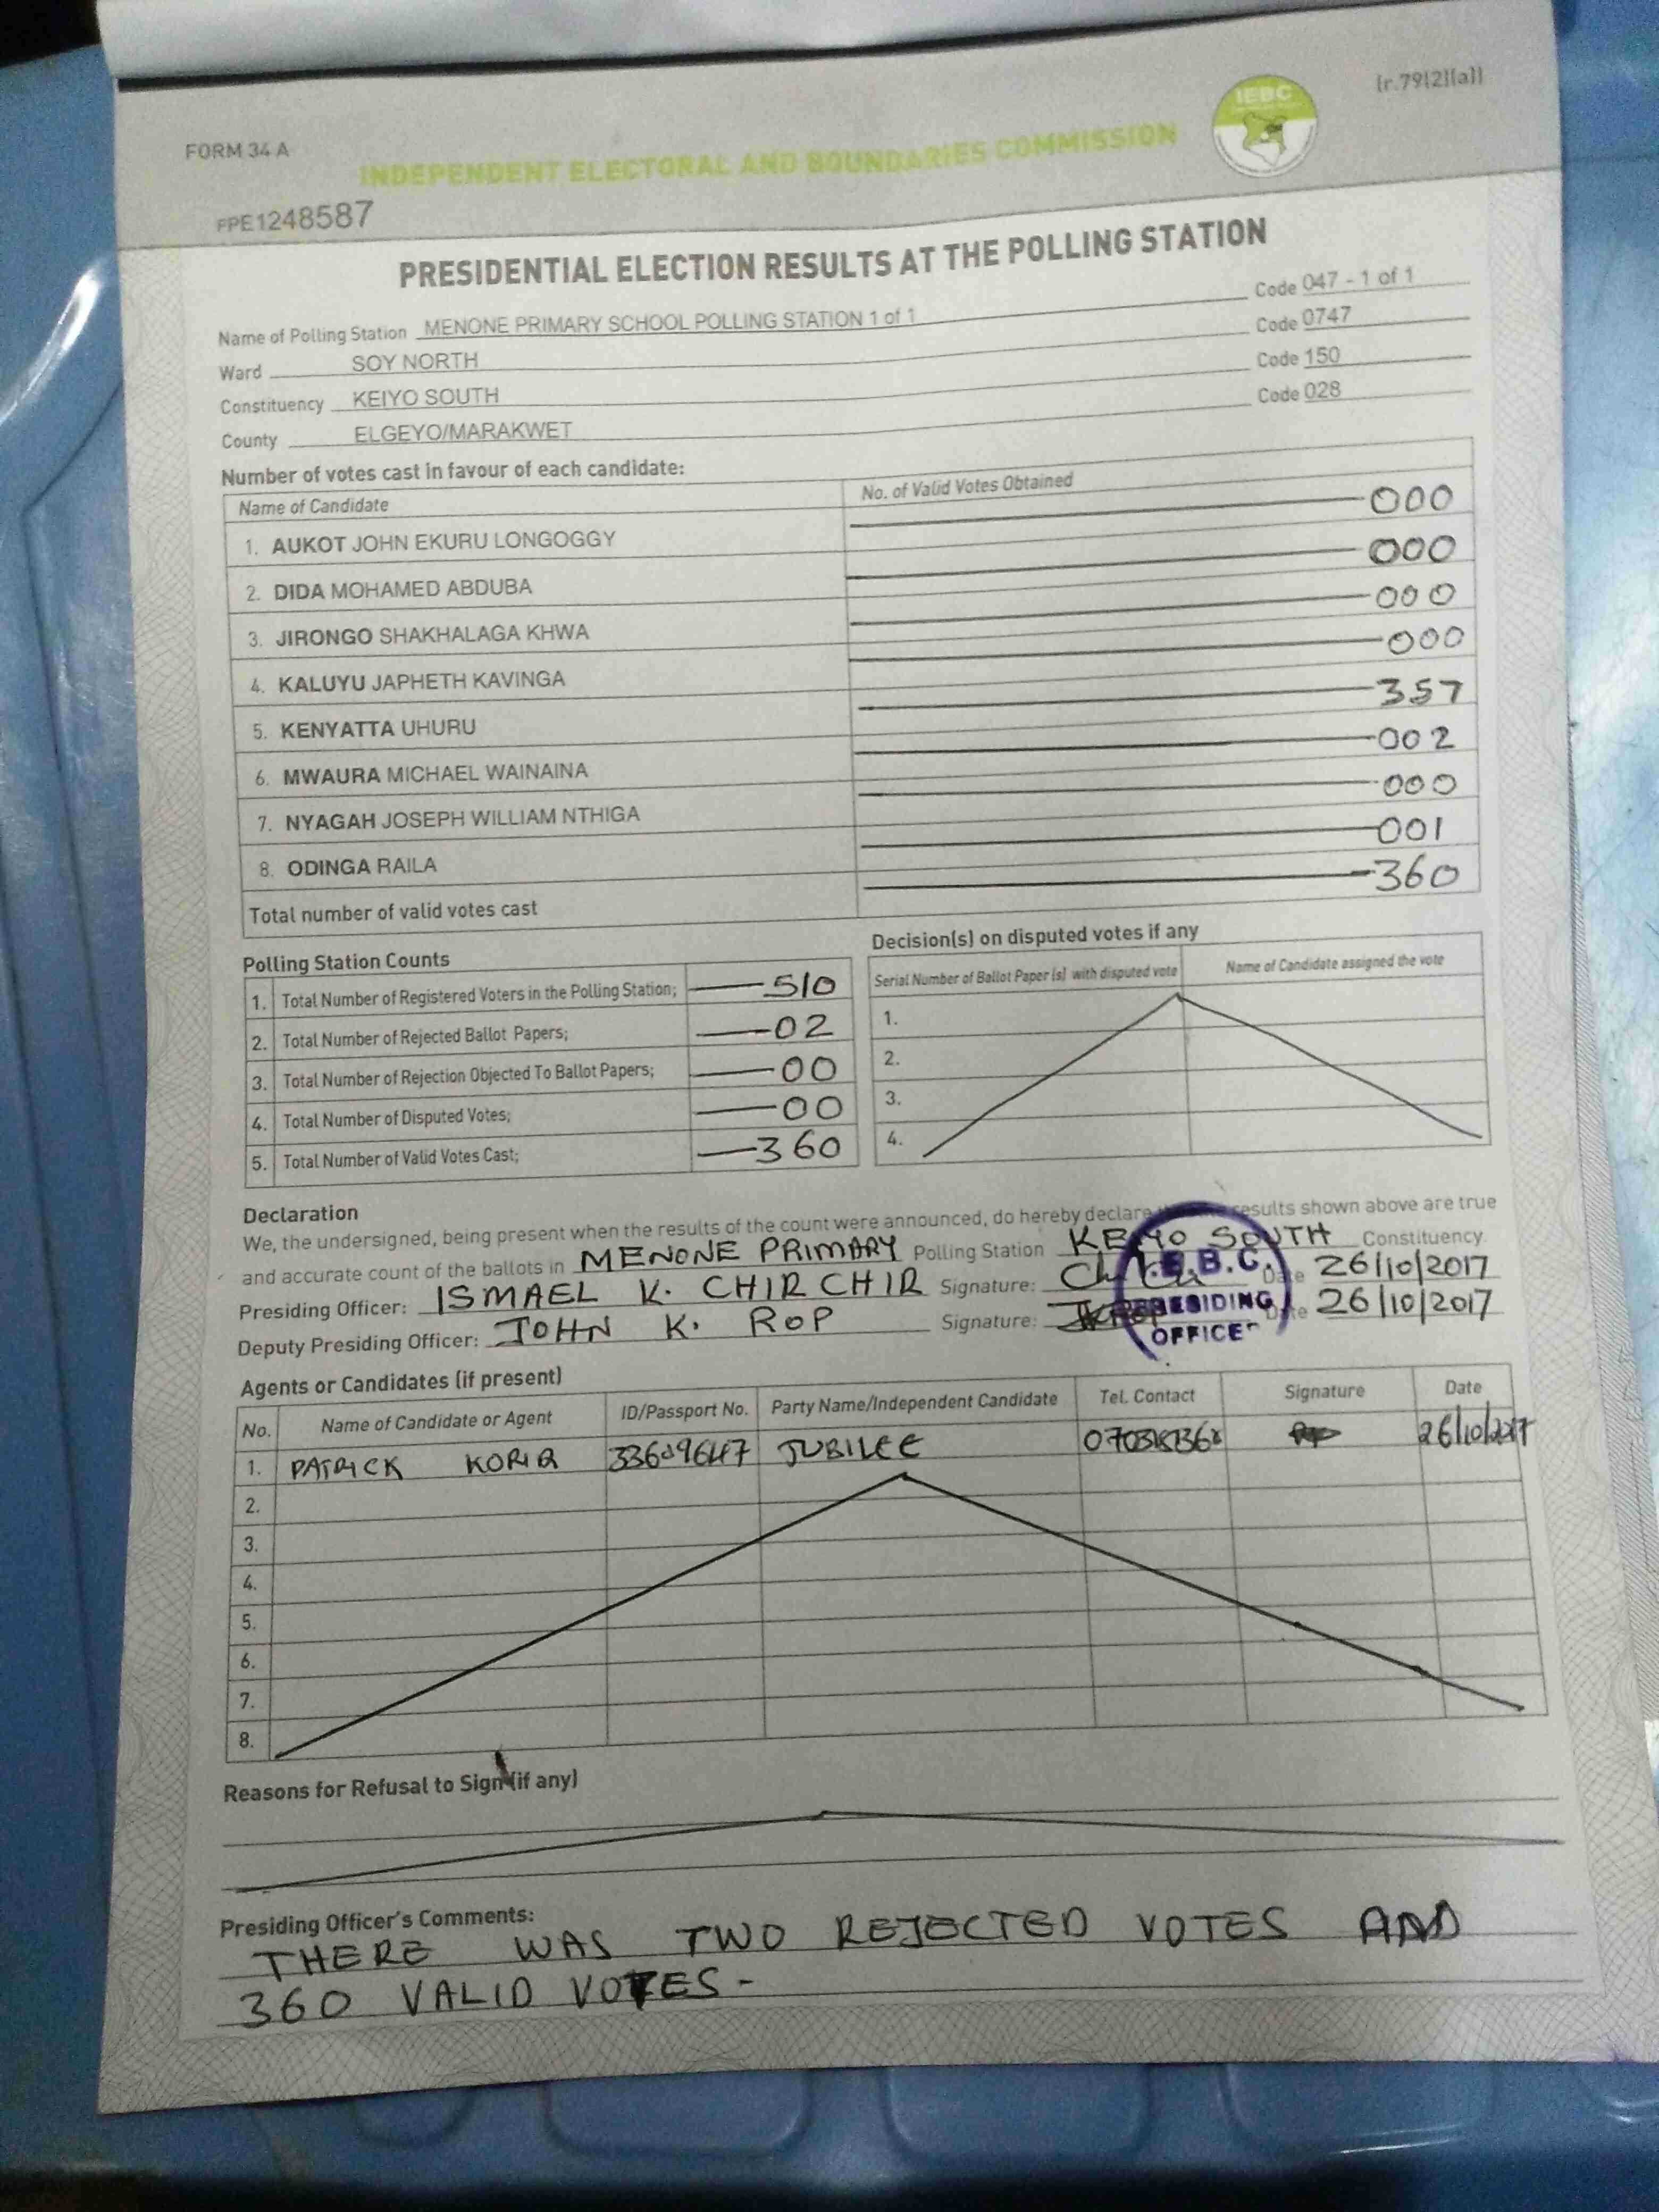 [r.79(2)(a)]
IEBC
FORM 34 A
INDEPENDENT ELECTORAL AND BOUNDARIES COMMISSION
FPE1248587
PRESIDENTIAL ELECTION RESULTS AT THE POLLING STATION
Name of Polling Station MENONE PRIMARY SCHOOL POLLING STATION 1 of 1 Code 047 - 1 of 1
Ward SOY NORTH Code 0747
Constituency KEIYO SOUTH Code 150
County ELGEYO/MARAKWET Code 028
Number of votes cast in favour of each candidate:
Name of Candidate No. of Valid Votes Obtained
1. AUKOT JOHN EKURU LONGOGGY 000
2. DIDA MOHAMED ABDUBA 000
3. JIRONGO SHAKHALAGA KHWA 000
4. KALUYU JAPHETH KAVINGA 000
5. KENYATTA UHURU 357
6. MWAURA MICHAEL WAINAINA 002
7. NYAGAH JOSEPH WILLIAM NTHIGA 000
8. ODINGA RAILA 001
Total number of valid votes cast 360
Polling Station Counts
1. Total Number of Registered Voters in the Polling Station; 510
2. Total Number of Rejected Ballot Papers; 02
3. Total Number of Rejection Objected To Ballot Papers; 00
4. Total Number of Disputed Votes; 00
5. Total Number of Valid Votes Cast; 360
Decision(s) on disputed votes if any
Serial Number of Ballot Paper (s) with disputed vote Name of Candidate assigned the vote
1.
2.
3.
4.
Declaration
We, the undersigned, being present when the results of the count were announced, do hereby declare results shown above are true
and accurate count of the ballots in MENONE PRIMARY Polling Station KEIYO SOUTH Constituency.
Presiding Officer: ISMAEL K. CHIRCHIR Signature: Date 26/10/2017
Deputy Presiding Officer: JOHN K. ROP Signature: Date 26/10/2017
I.E.B.C.
PRESIDING
OFFICER
Agents or Candidates (if present)
No. Name of Candidate or Agent ID/Passport No. Party Name/Independent Candidate Tel. Contact Signature Date
1. PATRICK KORIR JUBILEE 26/10/2017
2.
3.
4.
5.
6.
7.
8.
Reasons for Refusal to Sign (if any)
Presiding Officer's Comments:
THERE WAS TWO REJECTED VOTES AND
360 VALID VOTES-